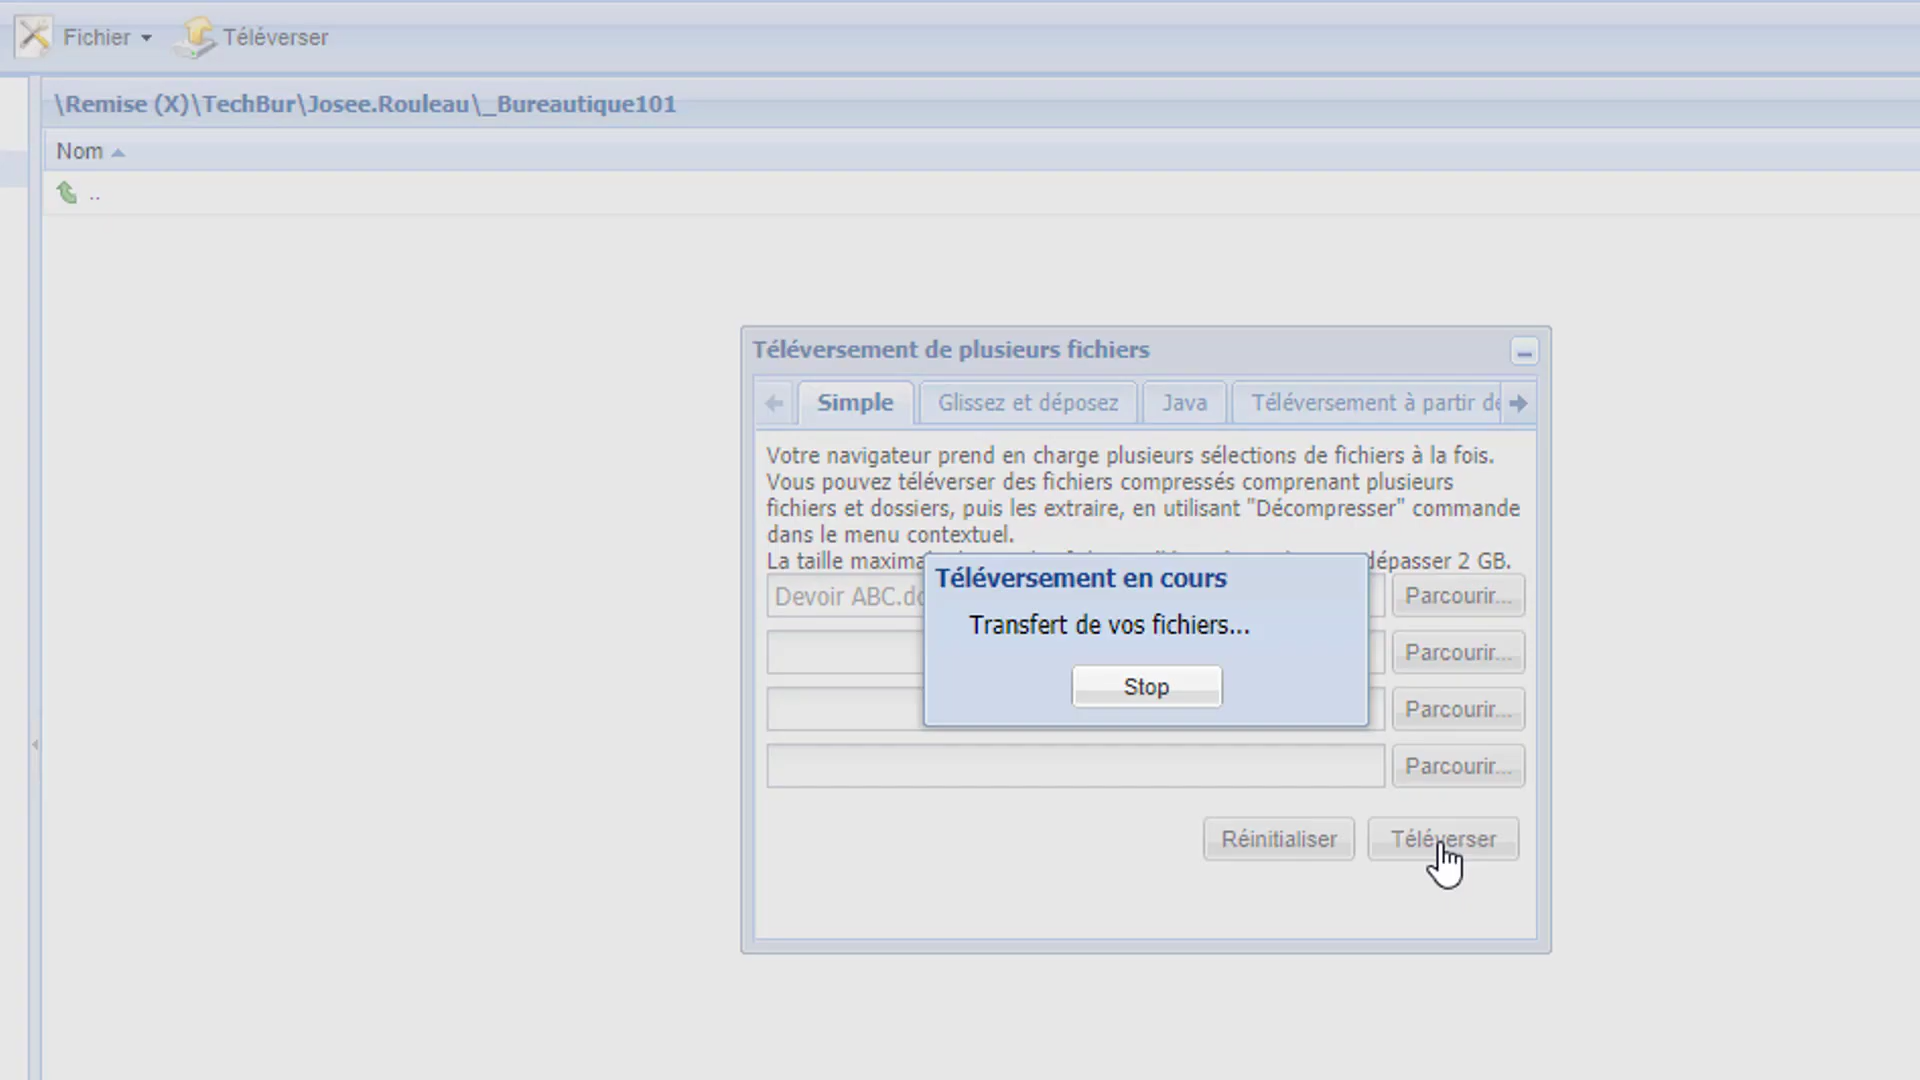 Fichier
Téléverser
\Remise (X)\TechBur\Josee.Rouleau\_Bureautique101
Nom
..
Téléversement de plusieurs fichiers
Simple
Glissez et déposez
Java
Téléversement à partir de
Votre navigateur prend en charge plusieurs sélections de fichiers à la fois.
Vous pouvez téléverser des fichiers compressés comprenant plusieurs
fichiers et dossiers, puis les extraire, en utilisant "Décompresser" commande
dans le menu contextuel.
La taille dépasser 2 GB.
Téléversement en cours
Devoir Parcourir...
Transfert de vos fichiers...
Parcourir...
Stop
Parcourir...
Parcourir...
Réinitialiser
Téléverser